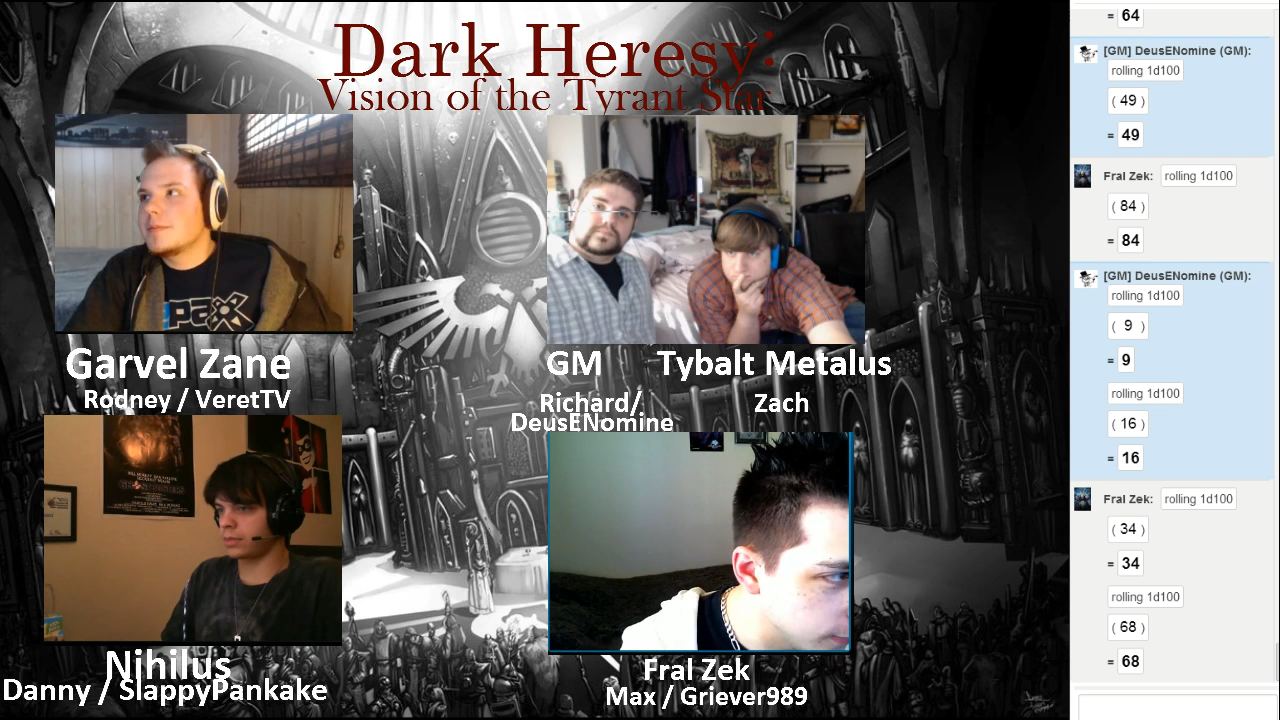 Dark Heresy:
Vision of the Tyrant Star
pax
Garvel Zane
Rodney / VeretTV
GM
Richard/
DeusENomine
Tybalt Metalus
Zach
Nihilus
Danny / SlappyPankake
Fral Zek
Max / Griever989
= 64
[GM] DeusENomine (GM):
rolling 1d100
( 49 )
= 49
Fral Zek: rolling 1d100
( 84 )
= 84
[GM] DeusENomine (GM):
rolling 1d100
( 9 )
= 9
rolling 1d100
( 16 )
= 16
Fral Zek: rolling 1d100
( 34 )
= 34
rolling 1d100
( 68 )
= 68